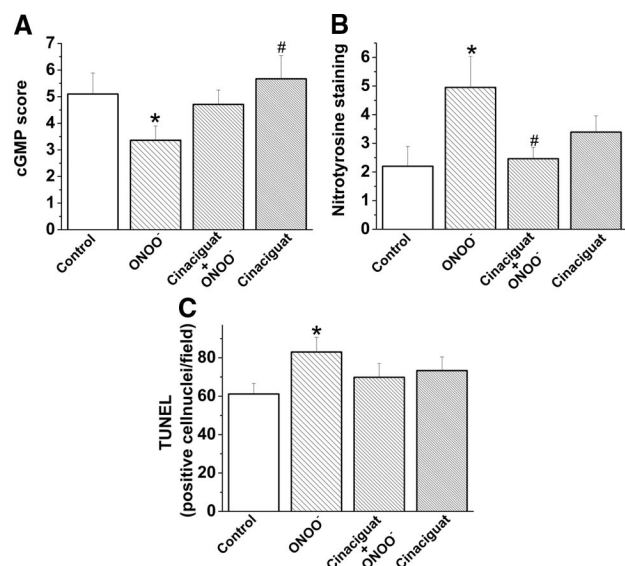 A
cGMP score
7
6
5
4
3
2
1
0
*
#
Control
ONOO-
Cinaciguat
+
ONOO-
Cinaciguat
B
Nitrotyrosine staining
6
5
4
3
2
1
0
*
#
Control
ONOO-
Cinaciguat
+
ONOO-
Cinaciguat
C
TUNEL
(positive cellnuclei/field)
80
60
40
20
0
*
Control
ONOO-
Cinaciguat
+
ONOO-
Cinaciguat